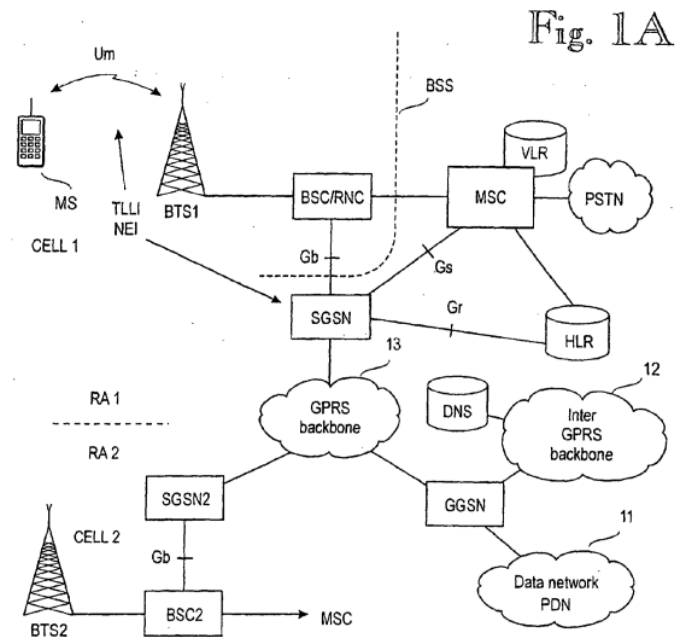 Fig. 1A
Um
BSS
VLR
MS
TLLI
NEI
BTS1
BSC/RNC
MSC
PSTN
CELL 1
Gb
Gs
SGSN
Gr
HLR
13
12
RA 1
GPRS
backbone
DNS
Inter
GPRS
backbone
RA 2
SGSN2
GGSN
11
CELL 2
Gb
Data network
PDN
BTS2
BSC2
MSC